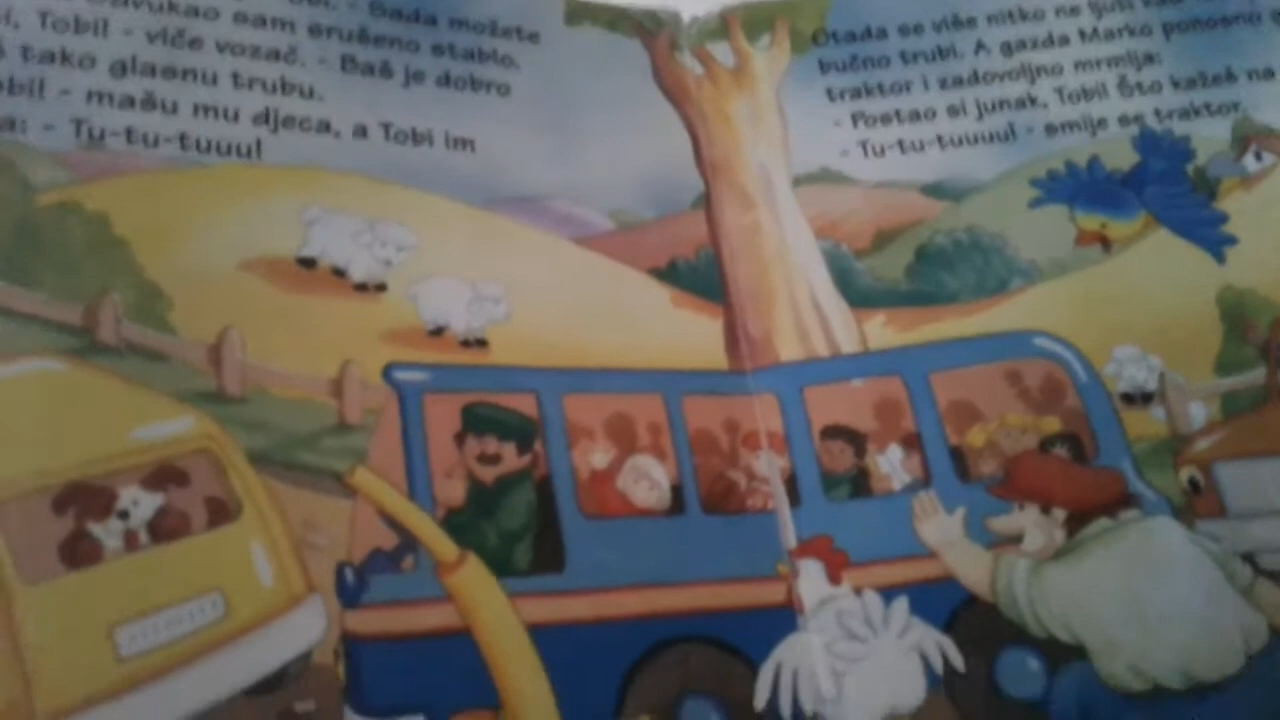 Sada možete
sam srušeno stablo.
Tobi! - viče vozač. - Baš je dobro
tako glasnu trubu.
- mašu mu djeca, a Tobi im
- Tu-tu-tuuu!
Otada se više nitko ne ljuti
bučno trubi. A gazda Marko ponosno
traktor i zadovoljno mrmlja:
- Postao si junak, Tobi! Što kažeš na
- Tu-tu-tuuuu! - smije se traktor.